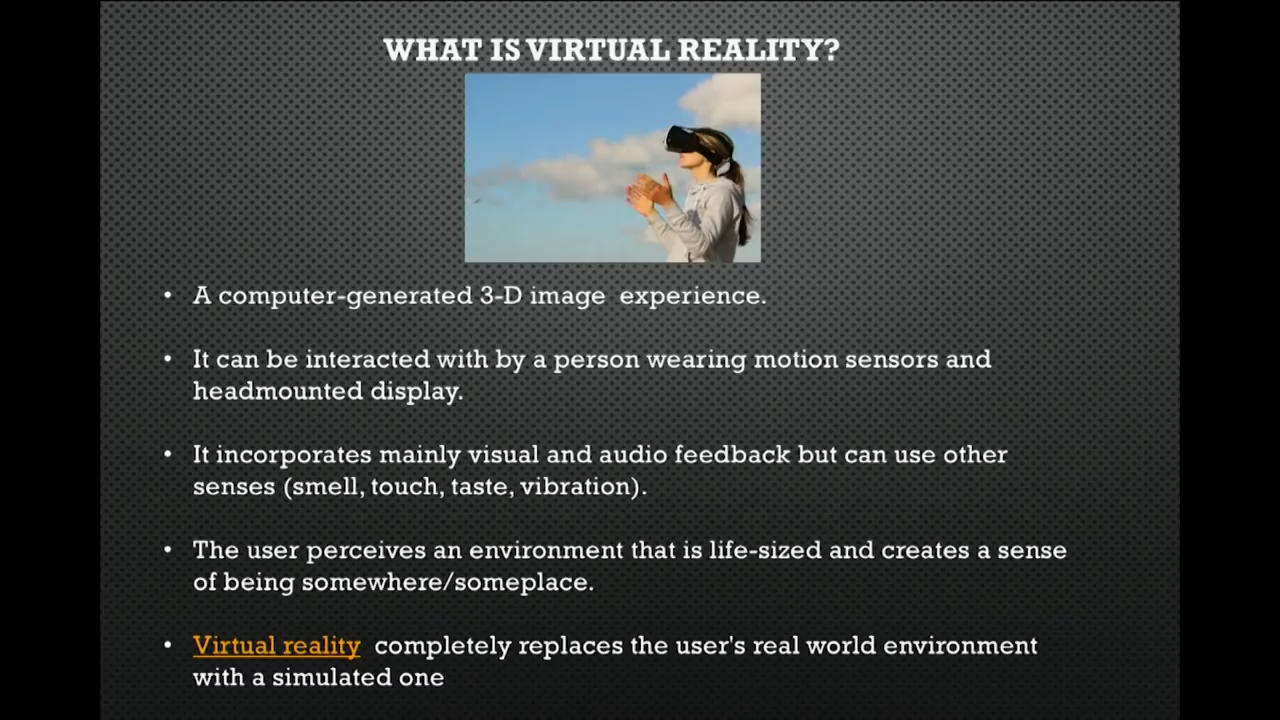 WHAT IS VIRTUAL REALITY?
• A computer-generated 3-D image experience.
• It can be interacted with by a person wearing motion sensors and
headmounted display.
• It incorporates mainly visual and audio feedback but can use other
senses (smell, touch, taste, vibration).
• The user perceives an environment that is life-sized and creates a sense
of being somewhere/someplace.
• Virtual reality completely replaces the user's real world environment
with a simulated one